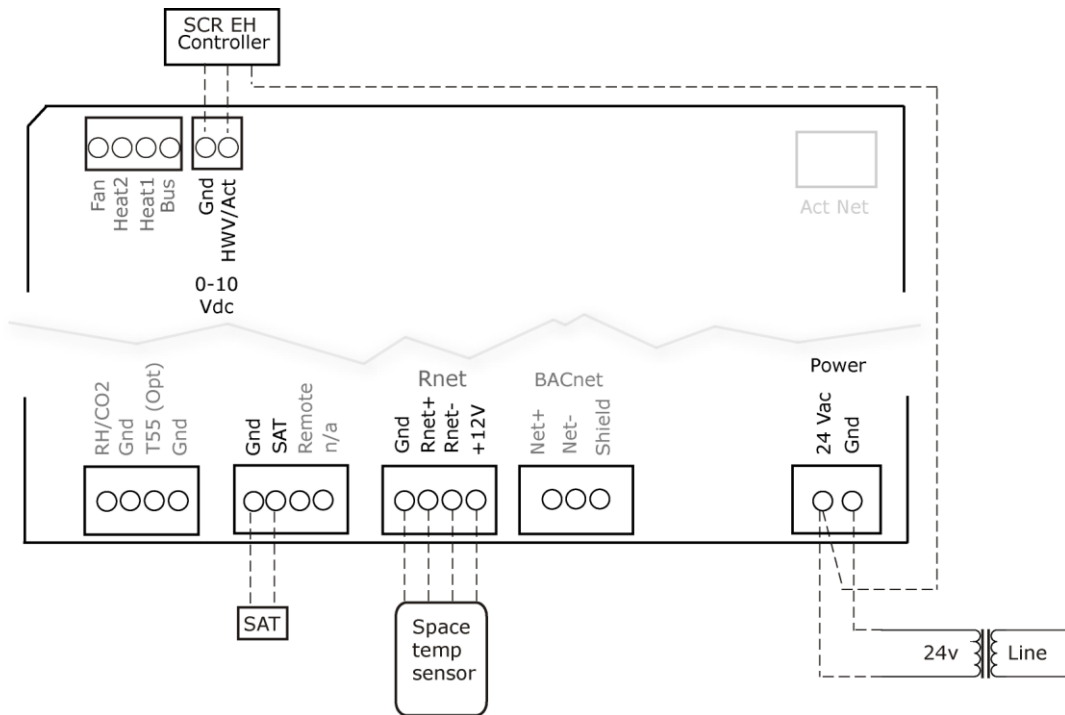 SCR EH
Controller
Fan
Heat2
Heat1
Bus
Gnd
HWV/Act
0-10
Vdc
Act Net
Rnet
BACnet
Power
RH/CO2
Gnd
T55 (Opt)
Gnd
Gnd
SAT
Remote
n/a
Gnd
Rnet+
Rnet-
+12V
Net+
Net-
Shield
24 Vac
Gnd
SAT
Space
temp
sensor
24v
Line